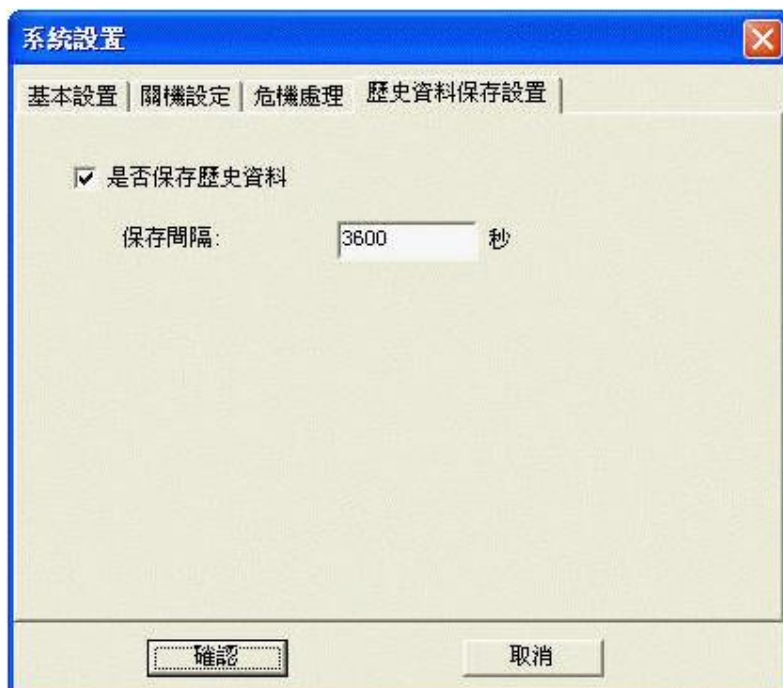 系統設置
基本設置 關機設定 危機處理 歷史資料保存設置
是否保存歷史資料
保存間隔: 3600 秒
確認 取消